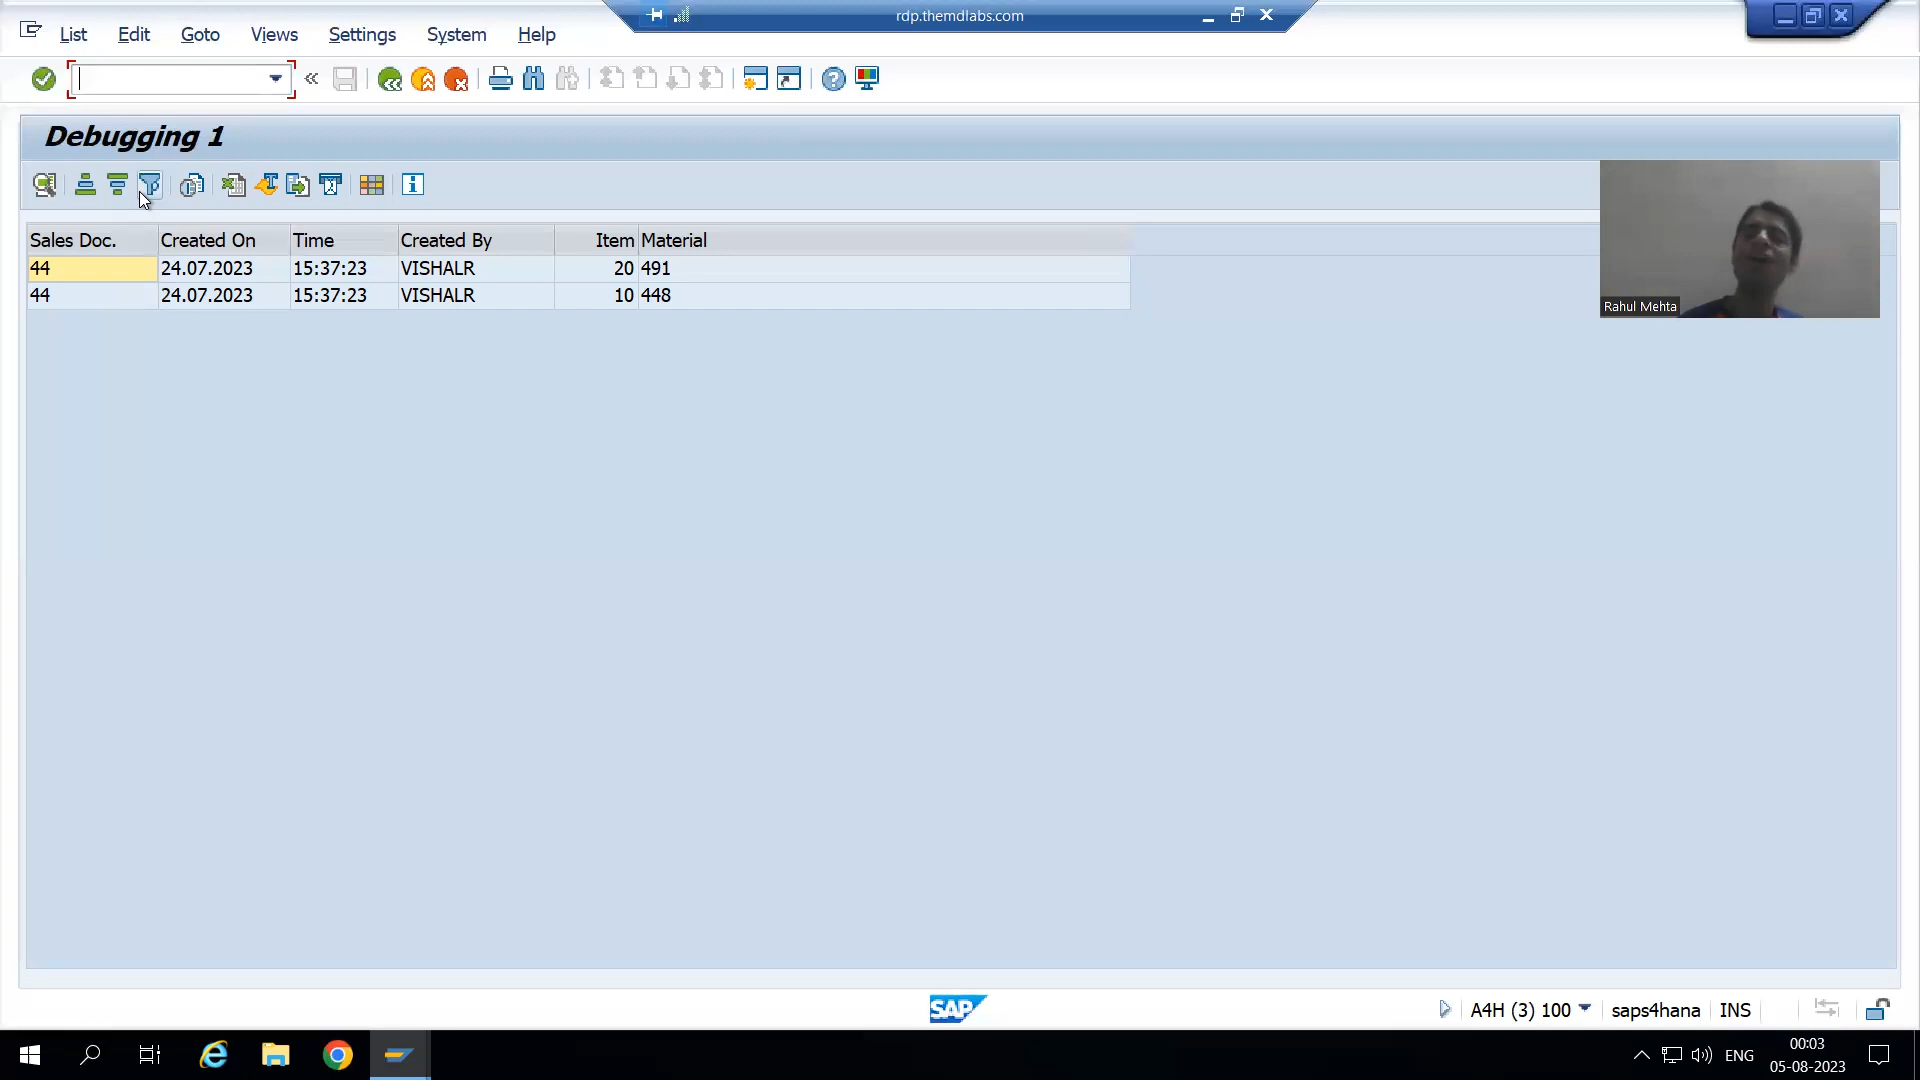 rdp.themdlabs.com
List Edit Goto Views Settings System Help
Debugging 1
Sales Doc. Created On Time Created By Item Material
44 24.07.2023 15:37:23 VISHALR 20 491
44 24.07.2023 15:37:23 VISHALR 10 448
Rahul Mehta
SAP
A4H (3) 100 saps4hana INS
ENG
00:03
05-08-2023